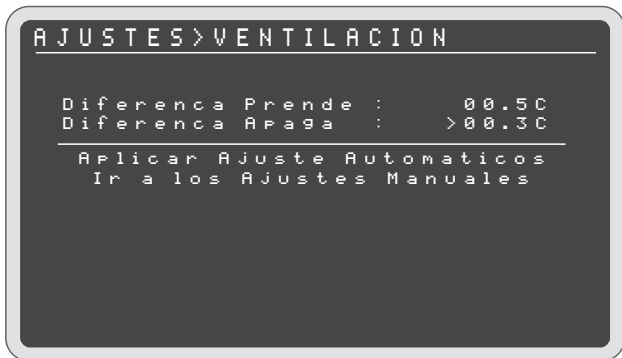 AJUSTES>VENTILACION
Diferenca Prende : 00.5C
Diferenca Apaga : >00.3C
Aplicar Ajuste Automaticos
Ir a los Ajustes Manuales